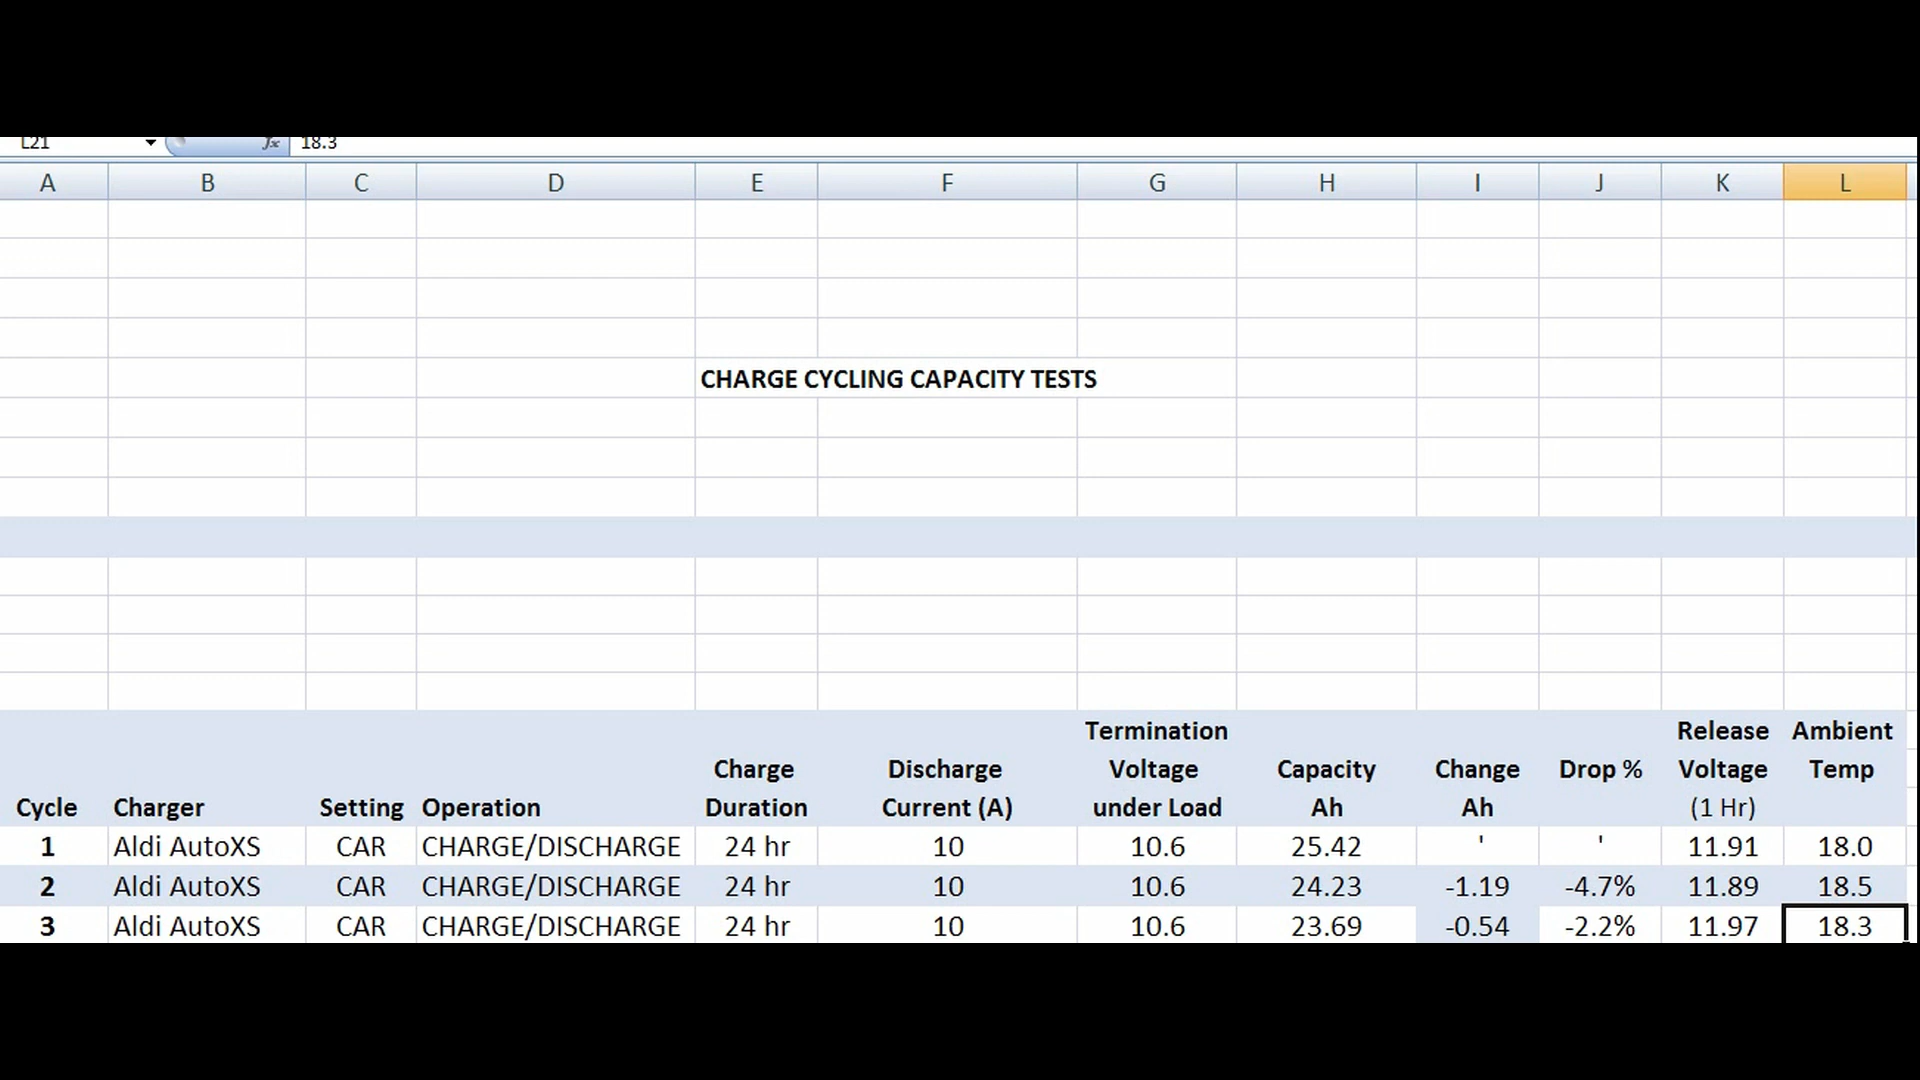 L21 fx 18.3
A B C D E F G H I J K L
CHARGE CYCLING CAPACITY TESTS
Termination Release Ambient
Charge Discharge Voltage Capacity Change Drop % Voltage Temp
Cycle Charger Setting Operation Duration Current (A) under Load Ah Ah (1 Hr)
1 Aldi AutoXS CAR CHARGE/DISCHARGE 24 hr 10 10.6 25.42 ' ' 11.91 18.0
2 Aldi AutoXS CAR CHARGE/DISCHARGE 24 hr 10 10.6 24.23 -1.19 -4.7% 11.89 18.5
3 Aldi AutoXS CAR CHARGE/DISCHARGE 24 hr 10 10.6 23.69 -0.54 -2.2% 11.97 18.3